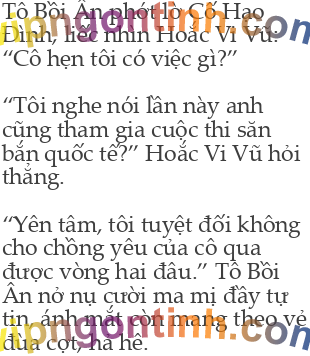 Tô Bồi Ân phớt lờ Cố Hạo
Đình, liếc nhìn Hoắc Vi Vũ:
“Cô hẹn tôi có việc gì?”
“Tôi nghe nói lần này anh
cũng tham gia cuộc thi săn
bắn quốc tế?” Hoắc Vi Vũ hỏi
thẳng.
“Yên tâm, tôi tuyệt đối không
cho chồng yêu của cô qua
được vòng hai đâu.” Tô Bồi
Ân nở nụ cười ma mị đầy tự
tin, ánh mắt còn mang theo vẻ
đùa cợt, hả hê.